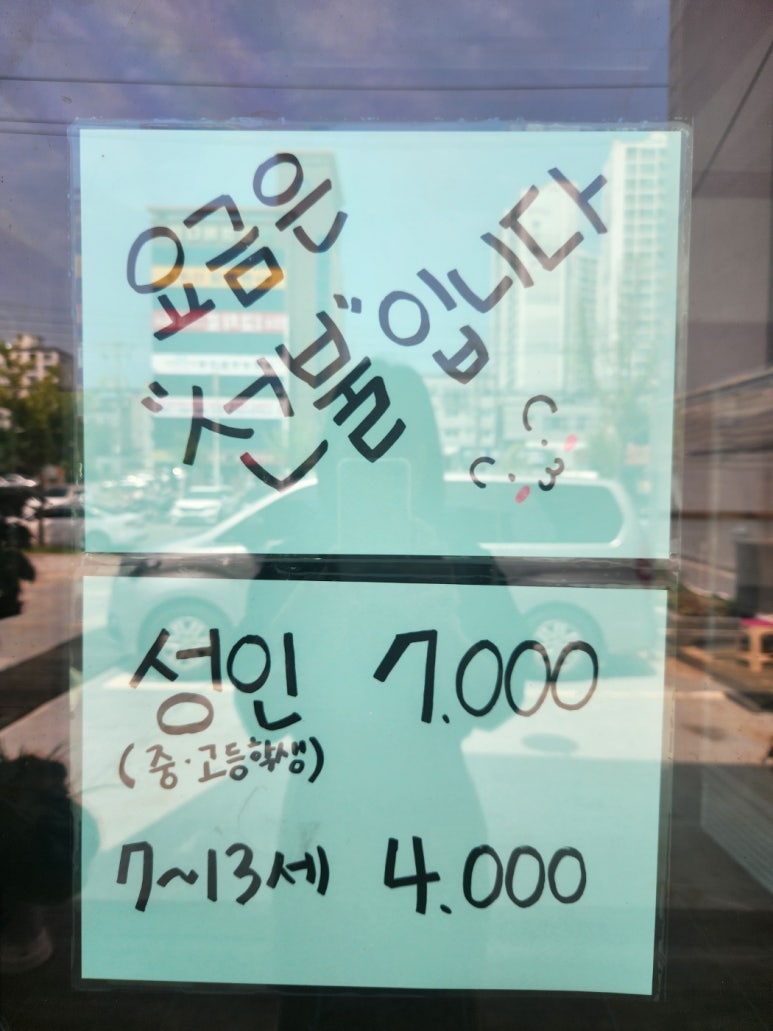 요금은
"선불"입니다
성인 7.000
(중·고등학생)
7~13세 4.000